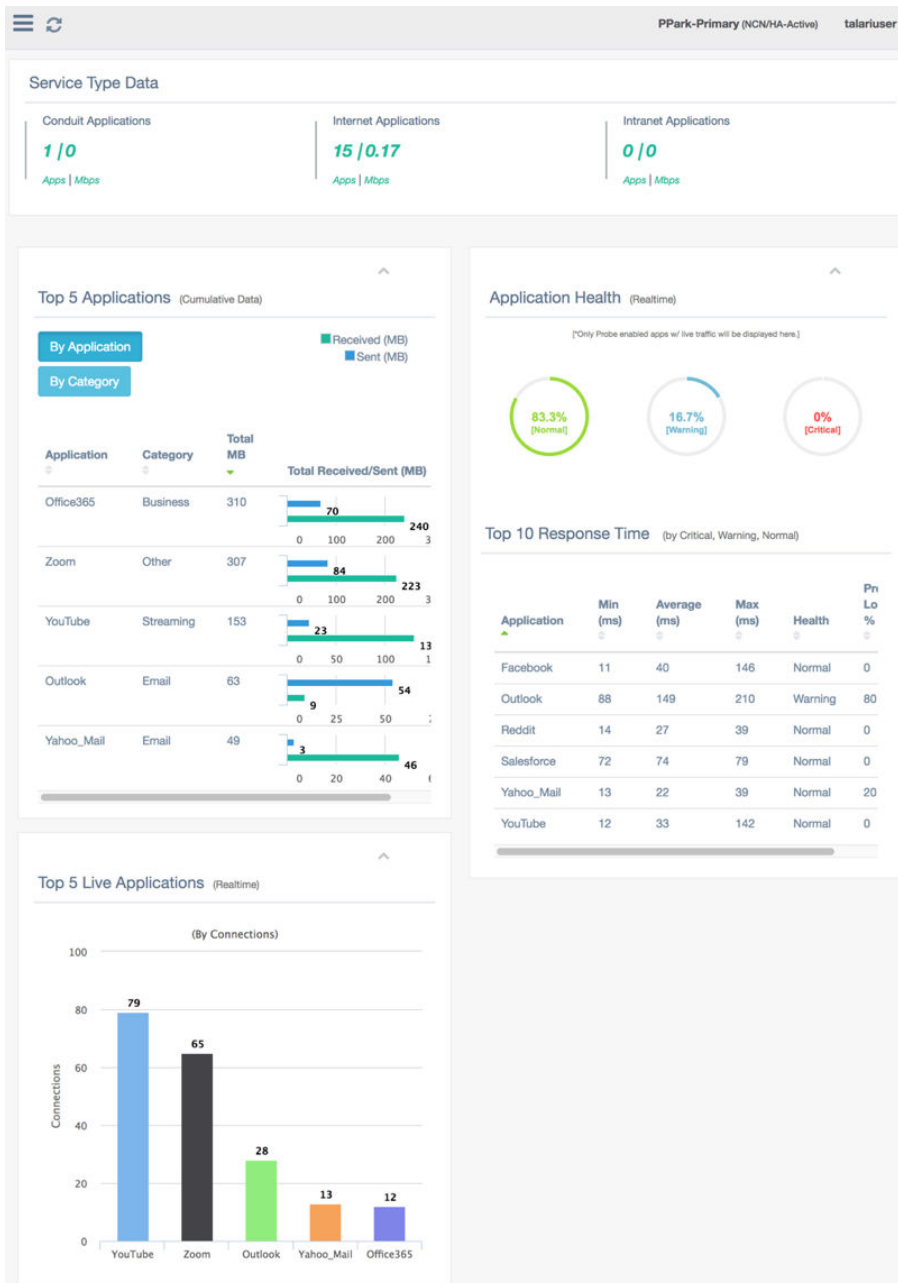 PPark-Primary (NCN/HA-Active) talariuser
Service Type Data
Conduit Applications
1 | 0
Apps | Mbps
Internet Applications
15 | 0.17
Apps | Mbps
Intranet Applications
0 | 0
Apps | Mbps
Top 5 Applications (Cumulative Data)
By Application
By Category
Received (MB)
Sent (MB)
Application Category Total MB Total Received/Sent (MB)
Office365 Business 310
70
240
0 100 200 3
Zoom Other 307
84
223
0 100 200 3
YouTube Streaming 153
23
13
0 50 100 1
Outlook Email 63
54
9
0 25 50
Yahoo_Mail Email 49
3
46
0 20 40
Top 5 Live Applications (Realtime)
(By Connections)
Connections
100
80
60
40
20
0
79
65
28
13
12
YouTube Zoom Outlook Yahoo_Mail Office365
Application Health (Realtime)
[*Only Probe enabled apps w/ live traffic will be displayed here.]
83.3%
[Normal]
16.7%
[Warning]
0%
[Critical]
Top 10 Response Time (by Critical, Warning, Normal)
Application Min (ms) Average (ms) Max (ms) Health Lo %
Facebook 11 40 146 Normal 0
Outlook 88 149 210 Warning 80
Reddit 14 27 39 Normal 0
Salesforce 72 74 79 Normal 0
Yahoo_Mail 13 22 39 Normal 20
YouTube 12 33 142 Normal 0